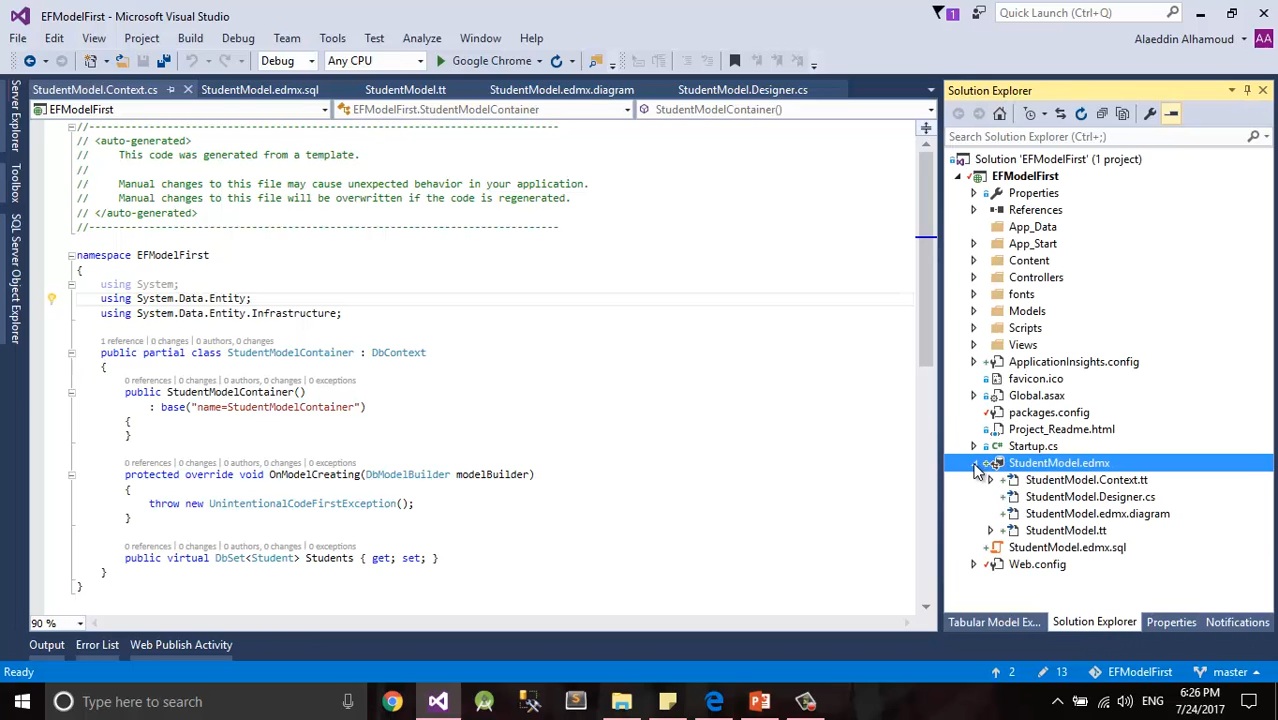 EFModelFirst - Microsoft Visual Studio
1
Quick Launch (Ctrl+Q)
File Edit View Project Build Debug Team Tools Test Analyze Window Help
Alaeddin Alhamoud AA
Debug Any CPU Google Chrome
StudentModel.Context.cs StudentModel.edmx.sql StudentModel.tt StudentModel.edmx.diagram StudentModel.Designer.cs
EFModelFirst EFModelFirst.StudentModelContainer StudentModelContainer()
//------------------------------------------------------------------------------
// <auto-generated>
//     This code was generated from a template.
//
//     Manual changes to this file may cause unexpected behavior in your application.
//     Manual changes to this file will be overwritten if the code is regenerated.
// </auto-generated>
//------------------------------------------------------------------------------
namespace EFModelFirst
{
using System;
using System.Data.Entity;
using System.Data.Entity.Infrastructure;
1 reference | 0 changes | 0 authors, 0 changes
public partial class StudentModelContainer : DbContext
{
0 references | 0 changes | 0 authors, 0 changes | 0 exceptions
public StudentModelContainer()
: base("name=StudentModelContainer")
{
}
0 references | 0 changes | 0 authors, 0 changes | 0 exceptions
protected override void OnModelCreating(DbModelBuilder modelBuilder)
{
throw new UnintentionalCodeFirstException();
}
0 references | 0 changes | 0 authors, 0 changes | 0 exceptions
public virtual DbSet<Student> Students { get; set; }
}
}
90 %
Server Explorer
Toolbox
SQL Server Object Explorer
Solution Explorer
Search Solution Explorer (Ctrl+;)
Solution 'EFModelFirst' (1 project)
EFModelFirst
Properties
References
App_Data
App_Start
Content
Controllers
fonts
Models
Scripts
Views
ApplicationInsights.config
favicon.ico
Global.asax
packages.config
Project_Readme.html
C# Startup.cs
StudentModel.edmx
StudentModel.Context.tt
StudentModel.Designer.cs
StudentModel.edmx.diagram
StudentModel.tt
StudentModel.edmx.sql
Web.config
Tabular Model Ex... Solution Explorer Properties Notifications
Output Error List Web Publish Activity
Ready 2 13 EFModelFirst master
Type here to search
ENG
6:26 PM
7/24/2017